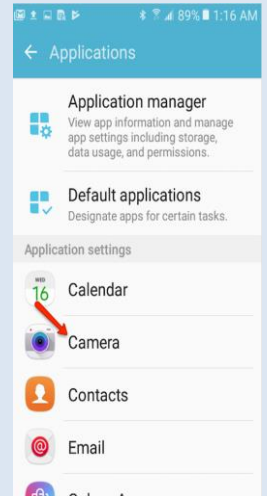 89% 1:16 AM
Applications
Application manager
View app information and manage
app settings including storage,
data usage, and permissions.
Default applications
Designate apps for certain tasks.
Application settings
WED
16
Calendar
Camera
Contacts
Email